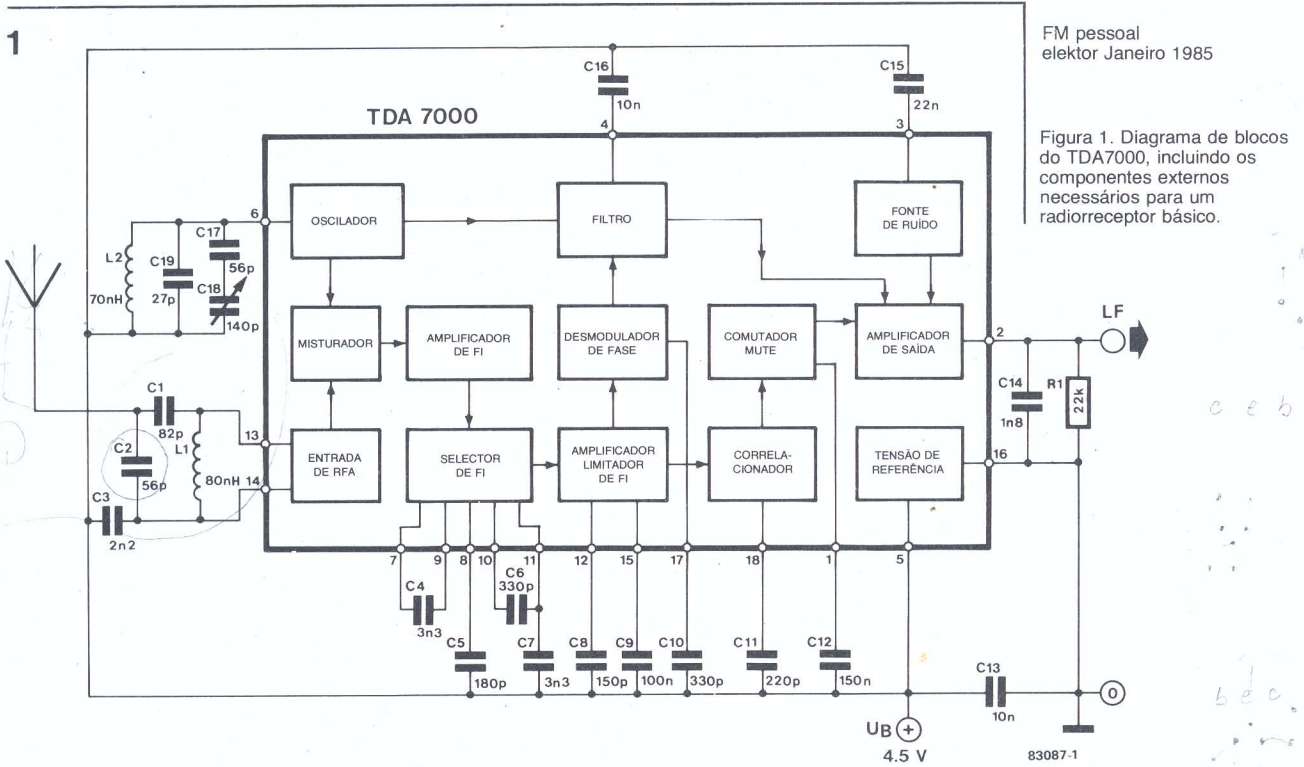 1
FM pessoal
elektor Janeiro 1985
Figura 1. Diagrama de blocos
do TDA7000, incluindo os
componentes externos
necessários para um
radiorreceptor básico.
C16
10n
C15
22n
TDA 7000
4
3
6
OSCILADOR
FILTRO
FONTE
DE RUÍDO
L2
70nH
C19
27p
C17
56p
C18
140p
MISTURADOR
AMPLIFICADOR
DE FI
DESMODULADOR
DE FASE
COMUTADOR
MUTE
AMPLIFICADOR
DE SAÍDA
2
LF
C14
1n8
R1
22k
C1
82p
L1
80nH
C2
56p
C3
2n2
13
14
ENTRADA
DE RFA
SELECTOR
DE FI
AMPLIFICADOR
LIMITADOR
DE FI
CORRELA-
CIONADOR
TENSÃO DE
REFERÊNCIA
16
c e b
7
9
8
10
11
12
15
17
18
1
5
C4
3n3
C6
330p
C5
180p
C7
3n3
C8
150p
C9
100n
C10
330p
C11
220p
C12
150n
C13
10n
0
b e c
UB +
4.5 V
83087-1